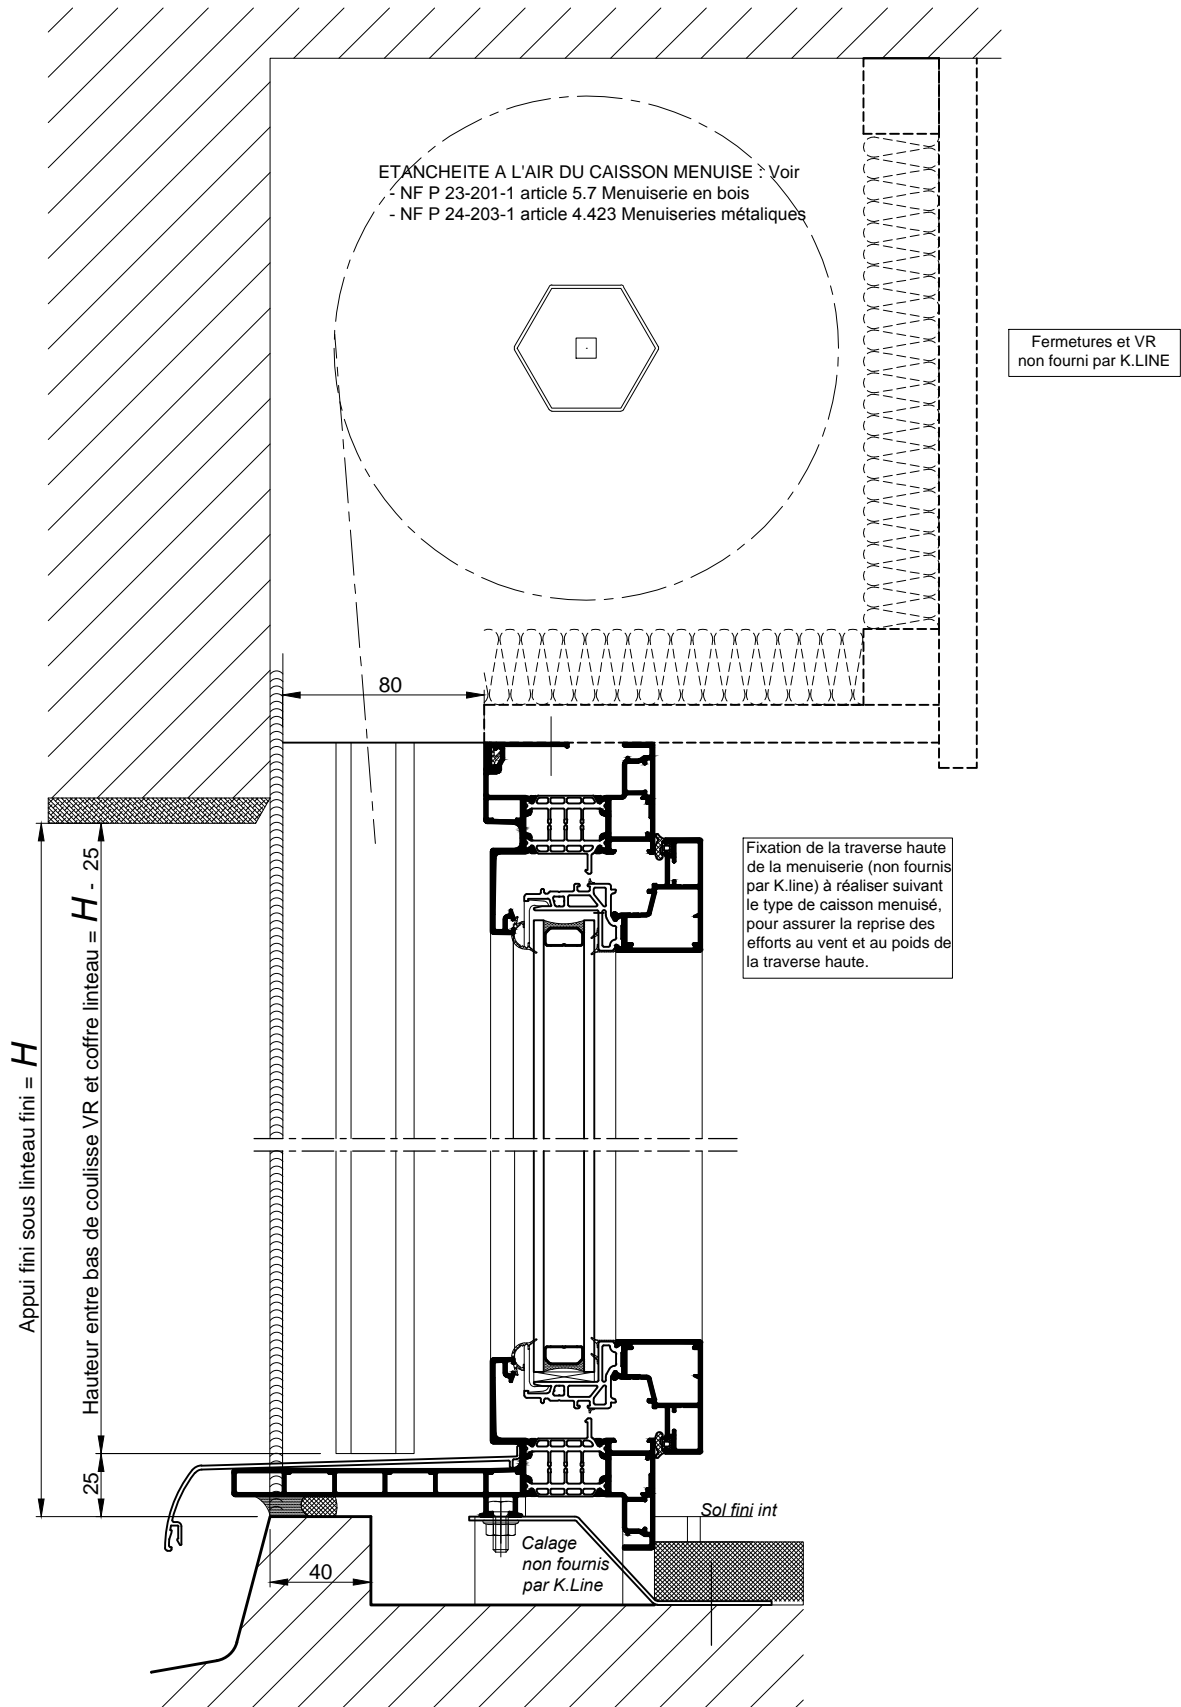 ETANCHEITE A L'AIR DU CAISSON MENUISE : Voir
- NF P 23-201-1 article 5.7 Menuiserie en bois
- NF P 24-203-1 article 4.423 Menuiseries métaliques
Fermetures et VR
non fourni par K.LINE
80
Fixation de la traverse haute
de la menuiserie (non fournis
par K.line) à réaliser suivant
le type de caisson menuisé,
pour assurer la reprise des
efforts au vent et au poids de
la traverse haute.
Appui fini sous linteau fini = H
Hauteur entre bas de coulisse VR et coffre linteau = H - 25
25
Sol fini int
Calage
non fournis
par K.Line
40